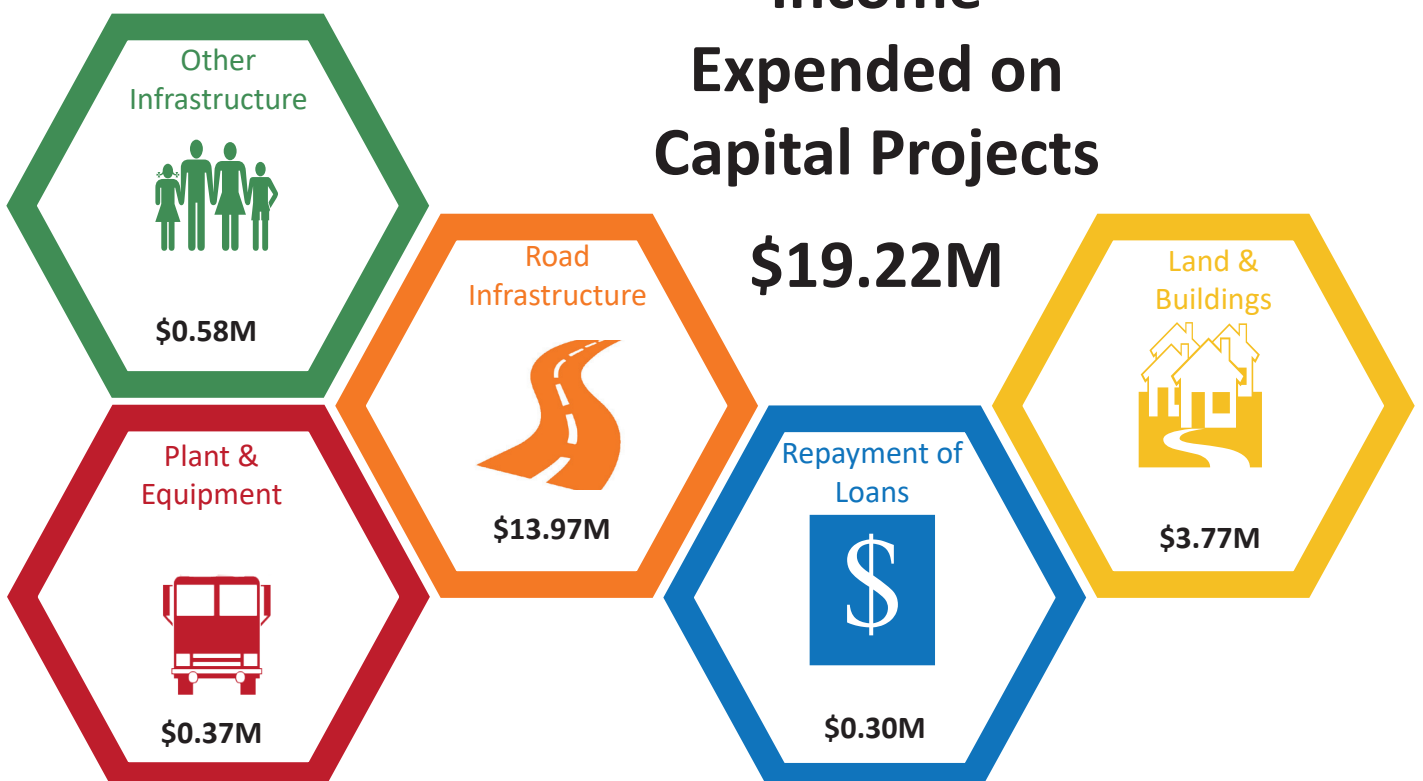 Income
Expended on
Capital Projects
$19.22M
Other
Infrastructure
$0.58M
Road
Infrastructure
$13.97M
Land &
Buildings
$3.77M
Plant &
Equipment
$0.37M
Repayment of
Loans
$
$0.30M